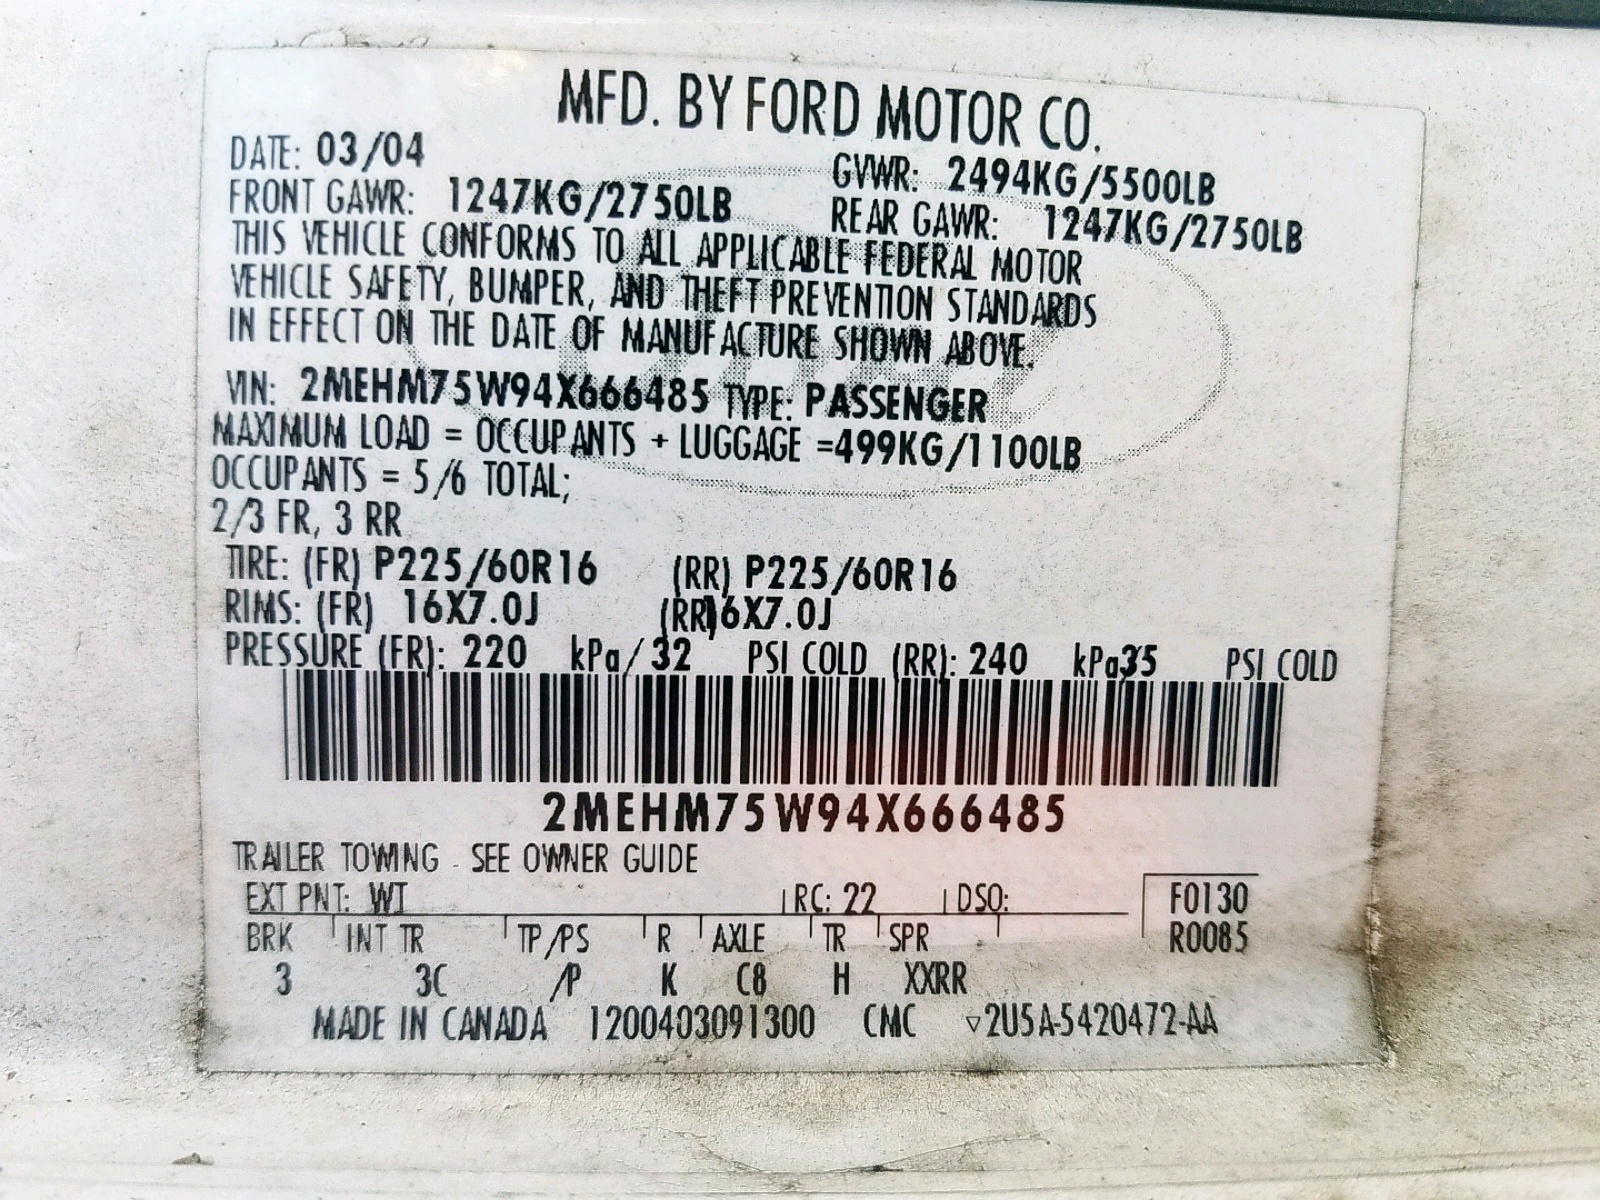 MFD. BY FORD MOTOR CO.
DATE: 03/04
GVWR: 2494KG/5500LB
FRONT GAWR: 1247KG/2750LB
REAR GAWR: 1247KG/2750LB
THIS VEHICLE CONFORMS TO ALL APPLICABLE FEDERAL MOTOR
VEHICLE SAFETY, BUMPER, AND THEFT PREVENTION STANDARDS
IN EFFECT ON THE DATE OF MANUFACTURE SHOWN ABOVE.
VIN: 2MEHM75W94X666485 TYPE: PASSENGER
MAXIMUM LOAD = OCCUPANTS + LUGGAGE =499KG/1100LB
OCCUPANTS = 5/6 TOTAL;
2/3 FR, 3 RR
TIRE: (FR) P225/60R16 (RR) P225/60R16
RIMS: (FR) 16X7.0J (RR)16X7.0J
PRESSURE (FR): 220 kPa/32 PSI COLD (RR): 240 kPa35 PSI COLD
2MEHM75W94X666485
TRAILER TOWING - SEE OWNER GUIDE
EXT PNT: WT RC: 22 DSO: F0130
BRK INT TR TP/PS R AXLE TR SPR R0085
3 3C /P K C8 H XXRR
MADE IN CANADA 1200403091300 CMC ▽2U5A-5420472-AA